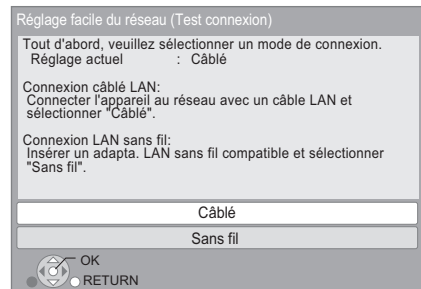 Réglage facile du réseau (Test connexion)
Tout d'abord, veuillez sélectionner un mode de connexion.
Réglage actuel : Câblé
Connexion câblé LAN:
Connecter l'appareil au réseau avec un câble LAN et
sélectionner "Câblé".
Connexion LAN sans fil:
Insérer un adapta. LAN sans fil compatible et sélectionner
"Sans fil".
Câblé
Sans fil
OK
RETURN